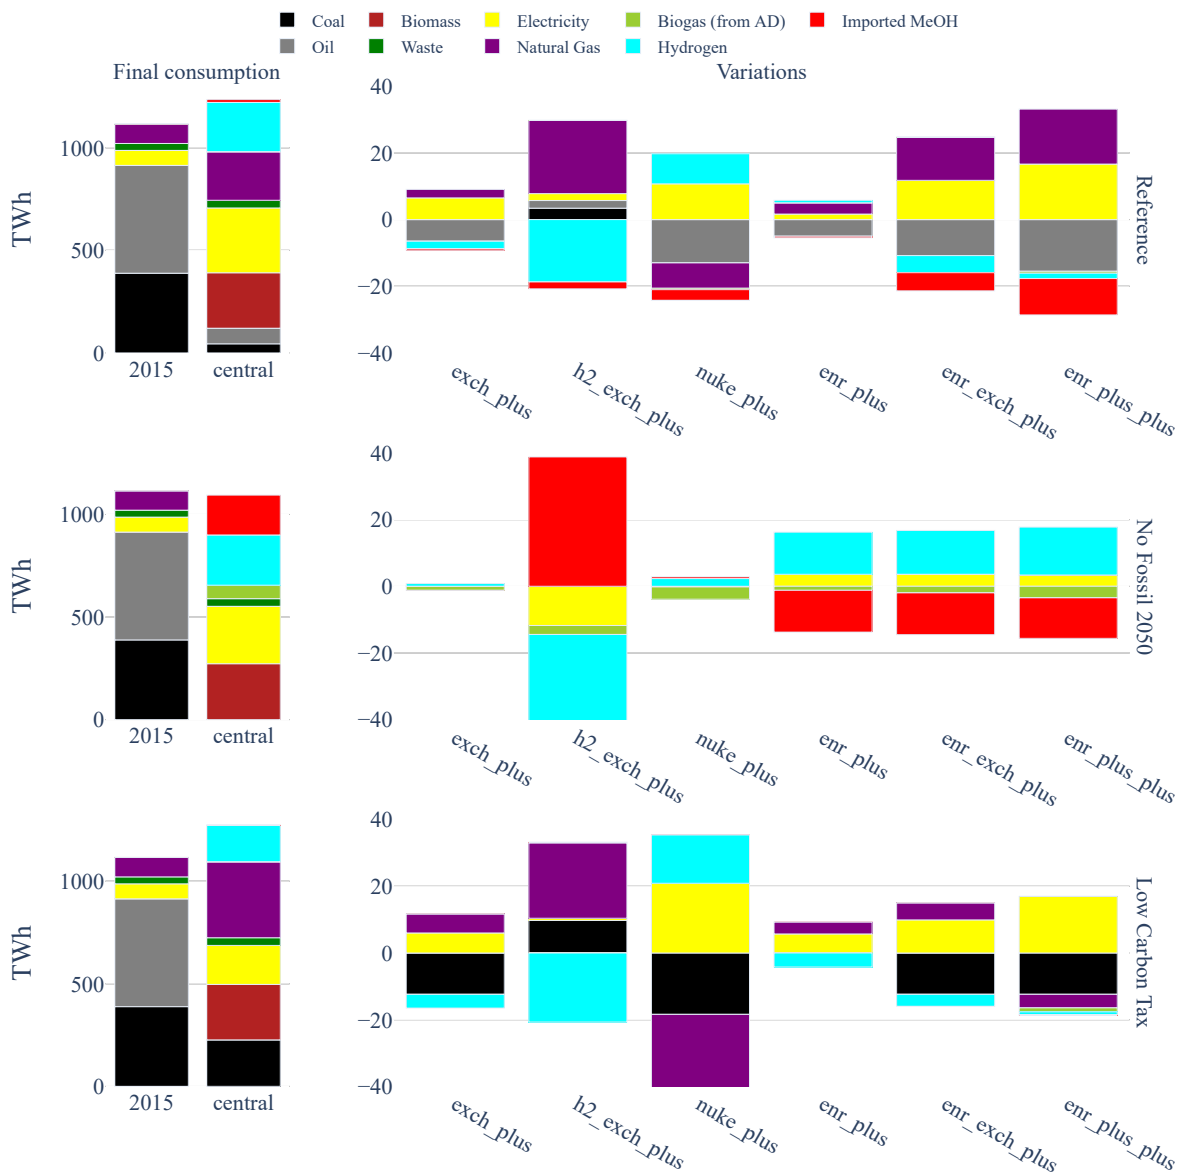 Coal Biomass Electricity Biogas (from AD) Imported MeOH
Oil Waste Natural Gas Hydrogen
Final consumption Variations
TWh
1000
500
0
2015 central
40
20
0
−20
−40
exch_plus h2_exch_plus nuke_plus enr_plus enr_exch_plus enr_plus_plus
Reference
TWh
1000
500
0
2015 central
40
20
0
−20
−40
exch_plus h2_exch_plus nuke_plus enr_plus enr_exch_plus enr_plus_plus
No Fossil 2050
TWh
1000
500
0
2015 central
40
20
0
−20
−40
exch_plus h2_exch_plus nuke_plus enr_plus enr_exch_plus enr_plus_plus
Low Carbon Tax